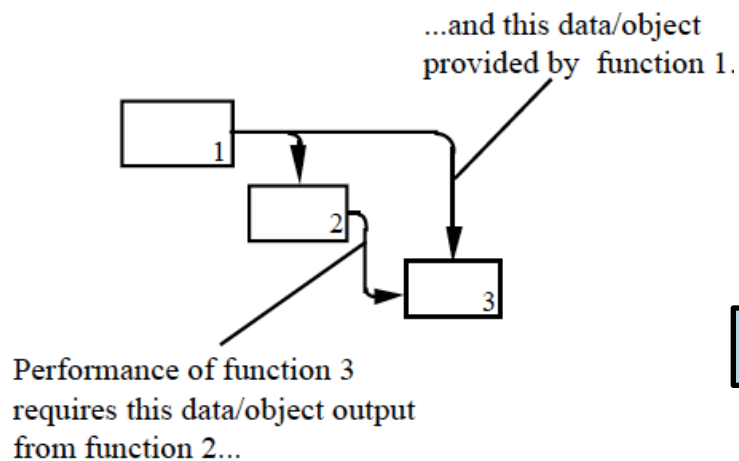 ...and this data/object
provided by function 1.
1
2
3
Performance of function 3
requires this data/object output
from function 2...